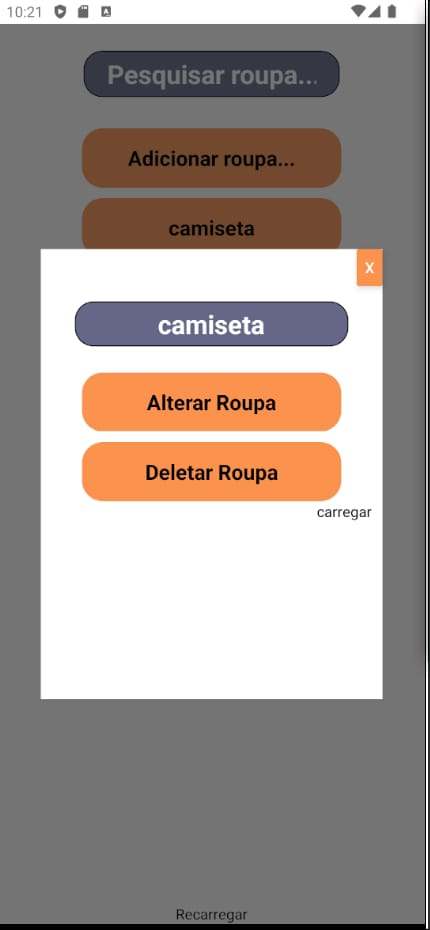 10:21
Pesquisar roupa...
Adicionar roupa...
camiseta
X
camiseta
Alterar Roupa
Deletar Roupa
carregar
Recarregar